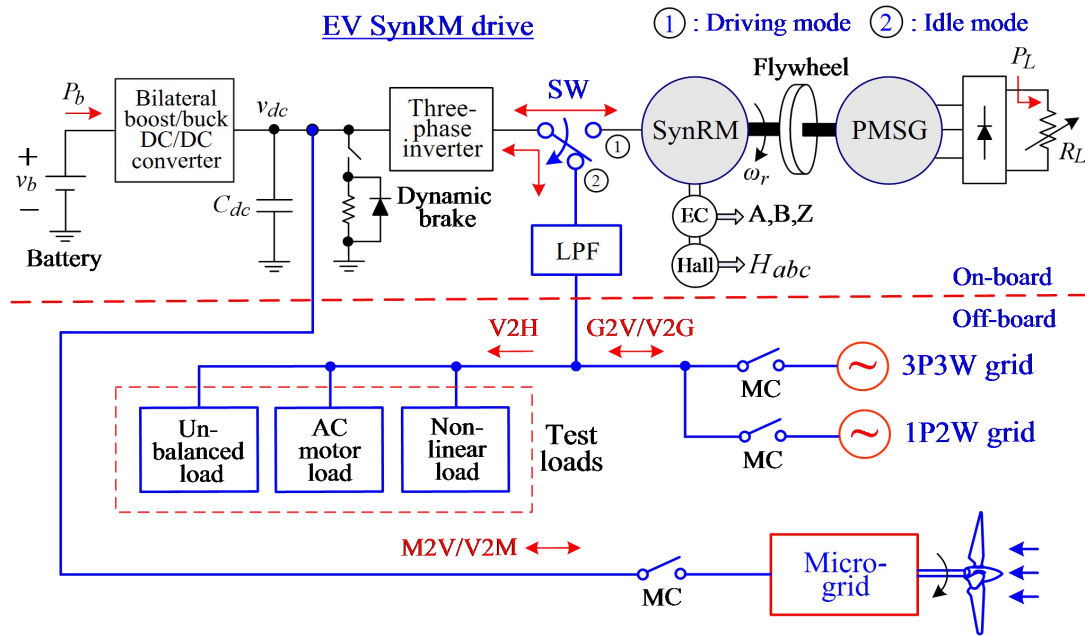 EV SynRM drive
① : Driving mode ② : Idle mode
P_b
Bilateral
boost/buck
DC/DC
converter
v_dc
Three-
phase
inverter
SW
①
②
SynRM
Flywheel
ω_r
PMSG
P_L
R_L
+
v_b
−
Battery
C_dc
Dynamic
brake
LPF
EC
A,B,Z
Hall
H_abc
On-board
Off-board
V2H
G2V/V2G
MC
~
3P3W grid
MC
~
1P2W grid
Un-
balanced
load
AC
motor
load
Non-
linear
load
Test
loads
M2V/V2M
MC
Micro-
grid